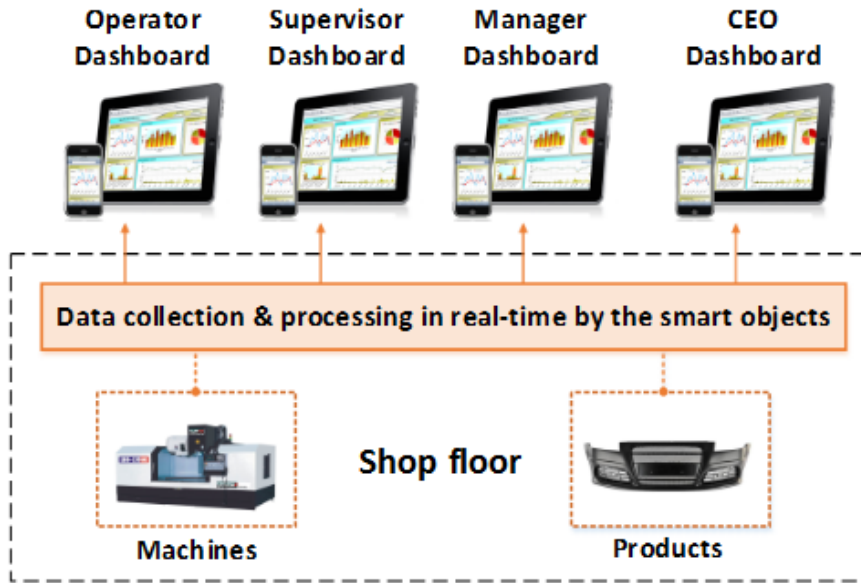 Operator Dashboard
Supervisor Dashboard
Manager Dashboard
CEO Dashboard
Data collection & processing in real-time by the smart objects
Shop floor
Machines
Products